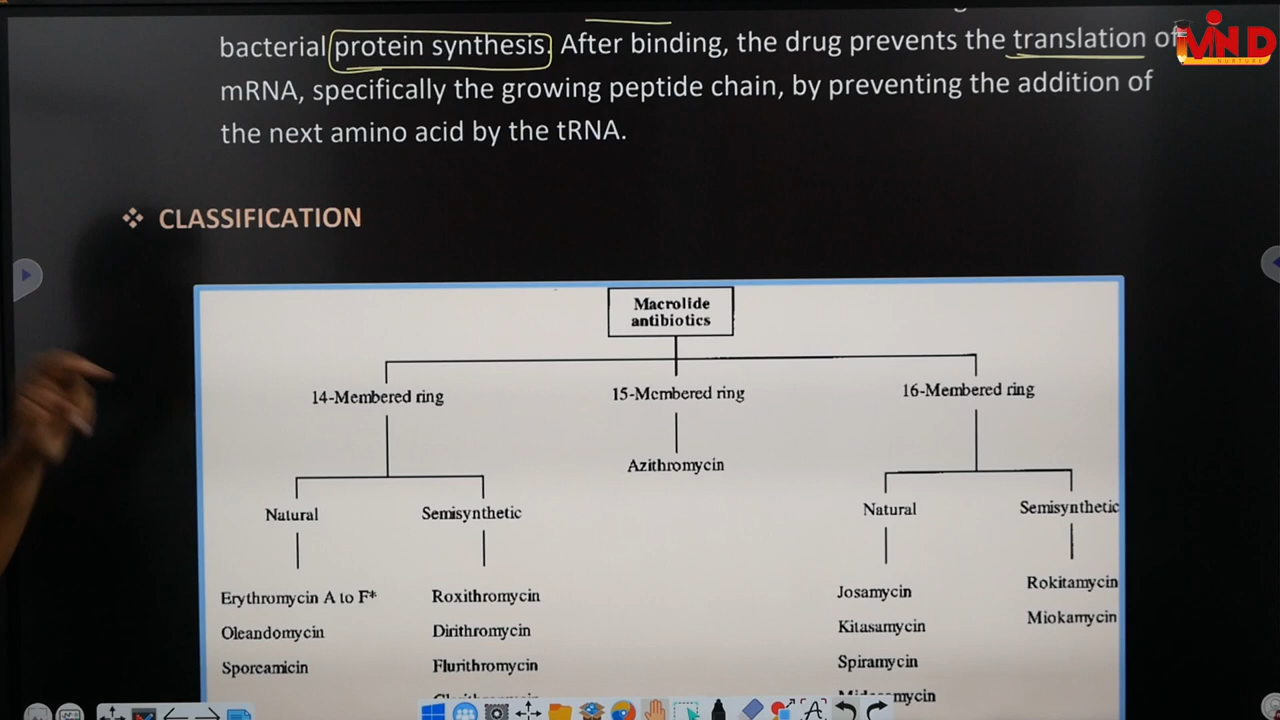 bacterial protein synthesis. After binding, the drug prevents the translation of
mRNA, specifically the growing peptide chain, by preventing the addition of
the next amino acid by the tRNA.
MIND
NURTURE
❖ CLASSIFICATION
Macrolide
antibiotics
14-Membered ring
15-Membered ring
16-Membered ring
Azithromycin
Natural
Semisynthetic
Natural
Semisynthetic
Erythromycin A to F*
Oleandomycin
Sporeamicin
Roxithromycin
Dirithromycin
Flurithromycin
Josamycin
Kitasamycin
Spiramycin
Rokitamycin
Miokamycin